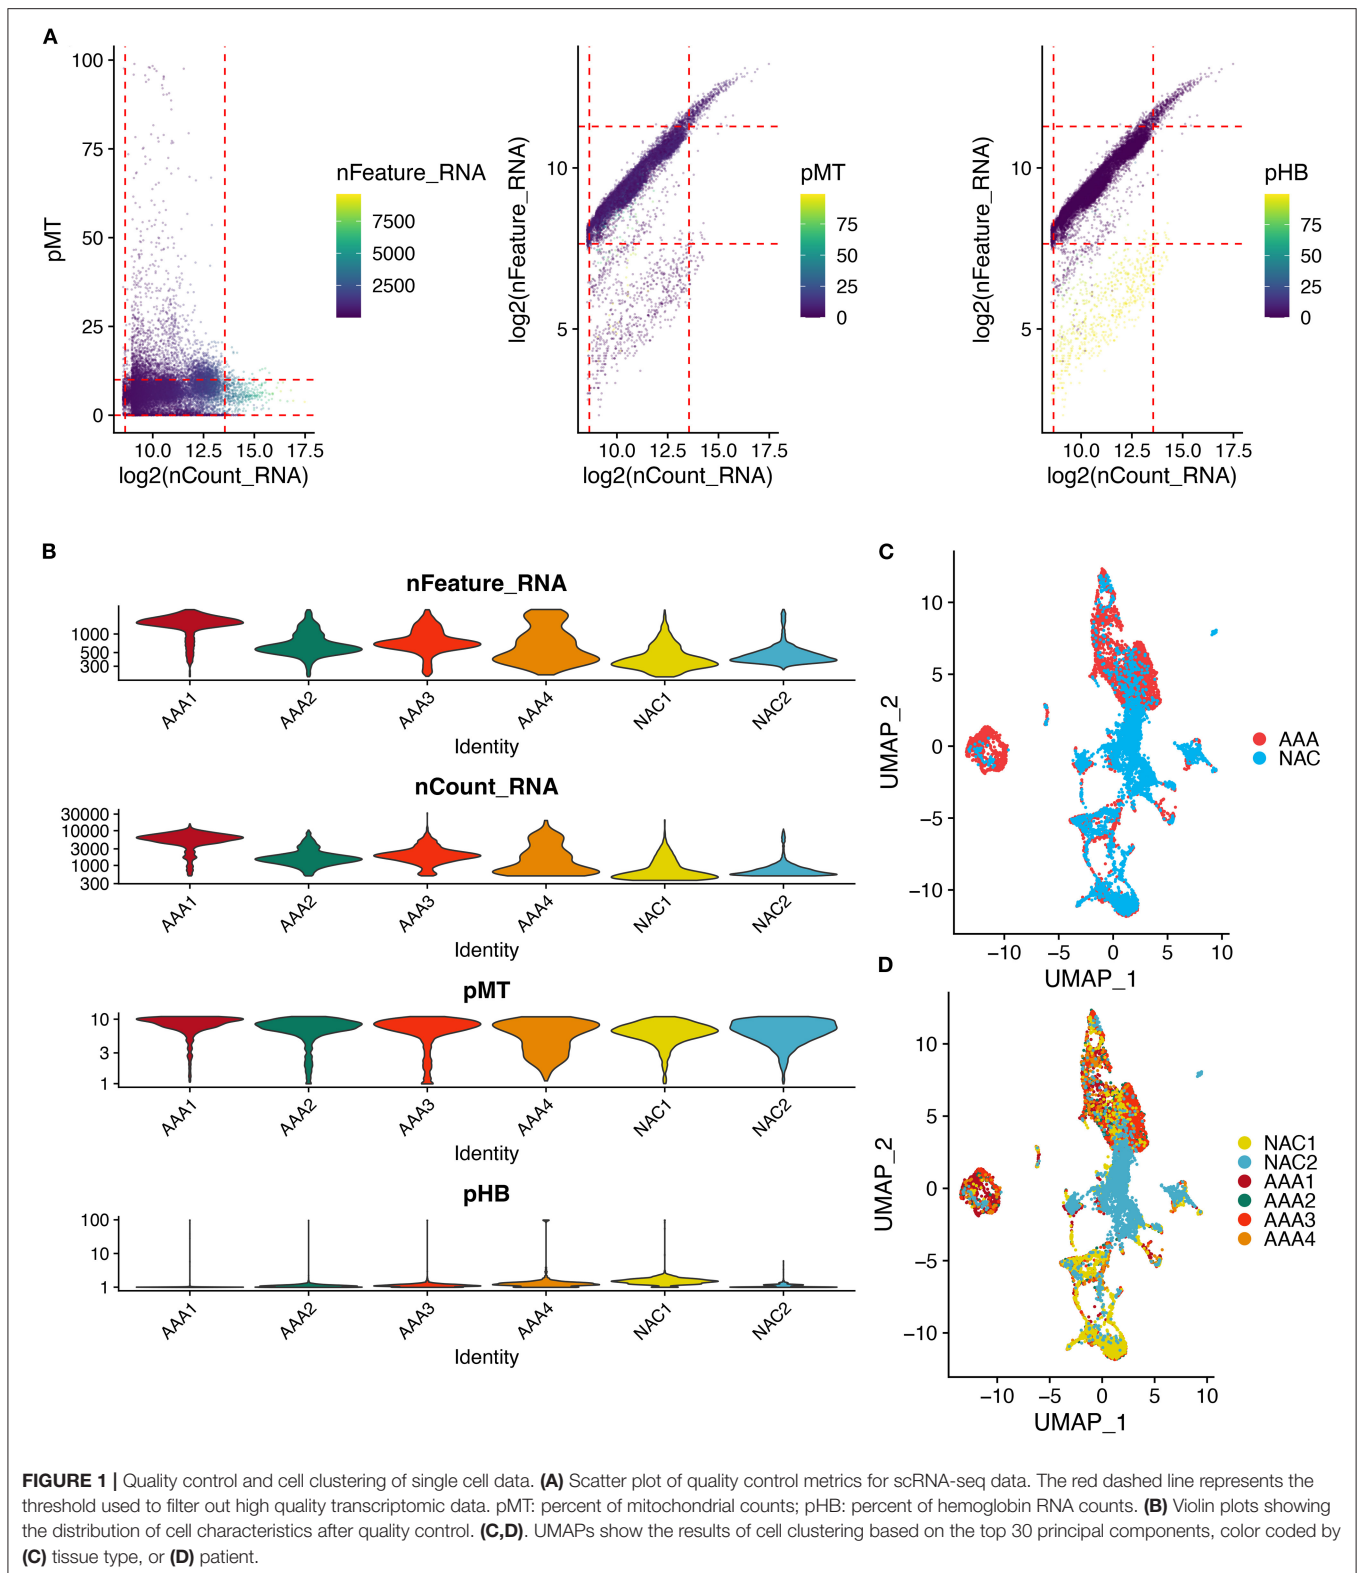 A
100
75
50
25
0
pMT
10.0 12.5 15.0 17.5
log2(nCount_RNA)
nFeature_RNA
7500
5000
2500
10
5
log2(nFeature_RNA)
10.0 12.5 15.0 17.5
log2(nCount_RNA)
pMT
75
50
25
0
10
5
log2(nFeature_RNA)
10.0 12.5 15.0 17.5
log2(nCount_RNA)
pHB
75
50
25
0
B
nFeature_RNA
1000
500
300
AAA1 AAA2 AAA3 AAA4 NAC1 NAC2
Identity
nCount_RNA
30000
10000
3000
1000
300
AAA1 AAA2 AAA3 AAA4 NAC1 NAC2
Identity
pMT
10
3
1
AAA1 AAA2 AAA3 AAA4 NAC1 NAC2
Identity
pHB
100
10
1
AAA1 AAA2 AAA3 AAA4 NAC1 NAC2
Identity
C
10
5
0
−5
−10
UMAP_2
−10 −5 0 5 10
UMAP_1
AAA
NAC
D
10
5
0
−5
−10
UMAP_2
−10 −5 0 5 10
UMAP_1
NAC1
NAC2
AAA1
AAA2
AAA3
AAA4
FIGURE 1 | Quality control and cell clustering of single cell data. (A) Scatter plot of quality control metrics for scRNA-seq data. The red dashed line represents the
threshold used to filter out high quality transcriptomic data. pMT: percent of mitochondrial counts; pHB: percent of hemoglobin RNA counts. (B) Violin plots showing
the distribution of cell characteristics after quality control. (C,D). UMAPs show the results of cell clustering based on the top 30 principal components, color coded by
(C) tissue type, or (D) patient.